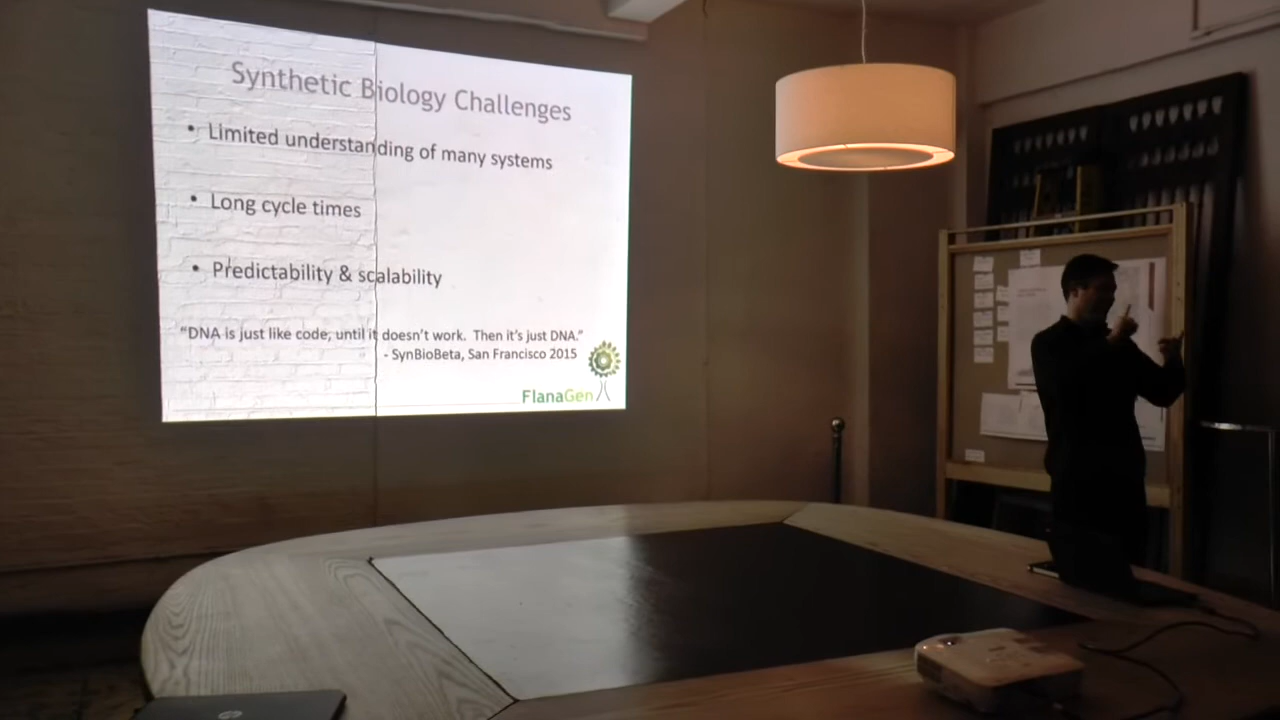 Synthetic Biology Challenges
• Limited understanding of many systems
• Long cycle times
• Predictability & scalability
“DNA is just like code, until it doesn’t work. Then it’s just DNA.”
- SynBioBeta, San Francisco 2015
FlanaGen
hp